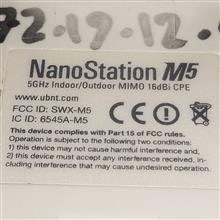 72.19.12.
NanoStation M5
5GHz Indoor/Outdoor MIMO 16dBi CPE
www.ubnt.com
FCC ID: SWX-M5
IC ID: 6545A-M5
This device complies with Part 15 of FCC rules.
Operation is subject to the following two conditions:
(1) This device may not cause harmful interference, and
(2) this device must accept any interference received,
including interference that may cause undesired operation.